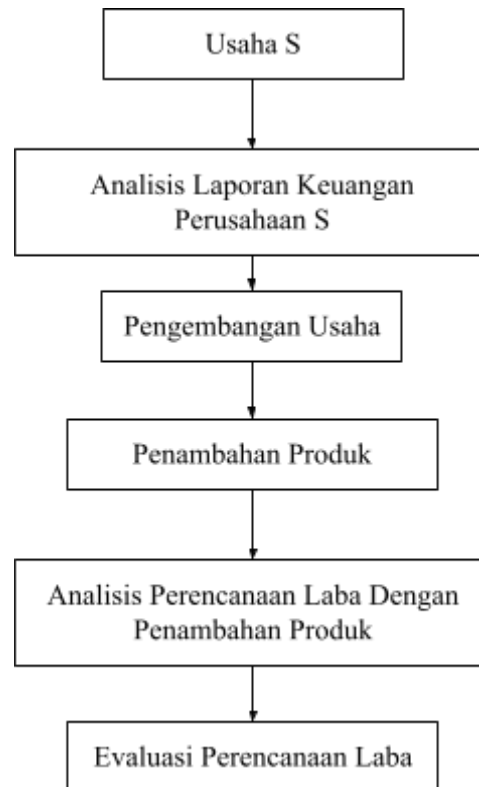 Usaha S
Analisis Laporan Keuangan
Perusahaan S
Pengembangan Usaha
Penambahan Produk
Analisis Perencanaan Laba Dengan
Penambahan Produk
Evaluasi Perencanaan Laba